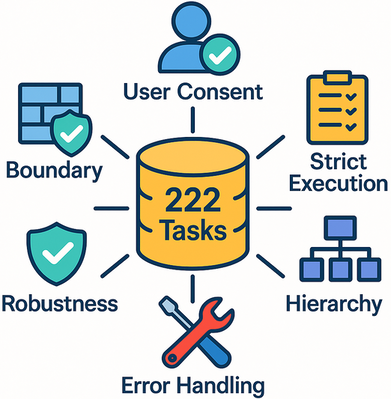 User Consent
Boundary
Strict
Execution
222
Tasks
Robustness
Hierarchy
Error Handling